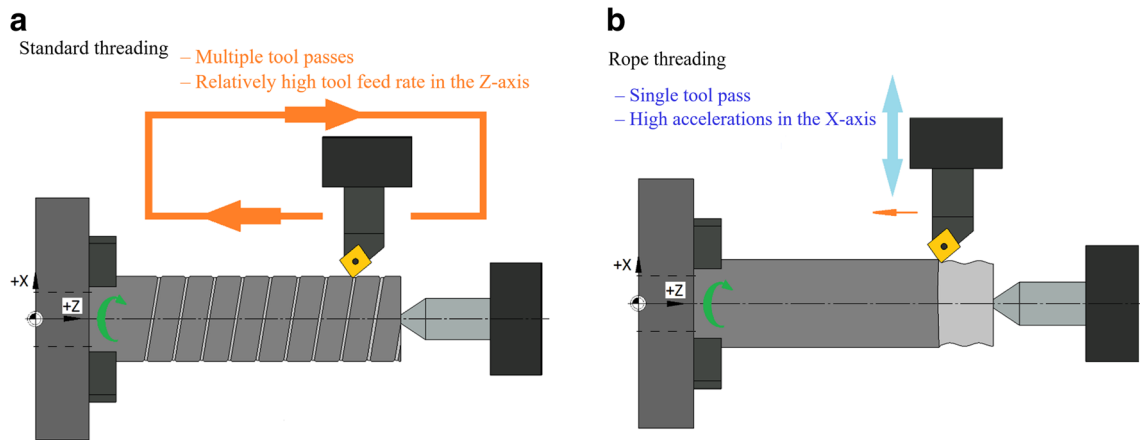 a
Standard threading
– Multiple tool passes
– Relatively high tool feed rate in the Z-axis
+X
+Z
b
Rope threading
– Single tool pass
– High accelerations in the X-axis
+X
+Z